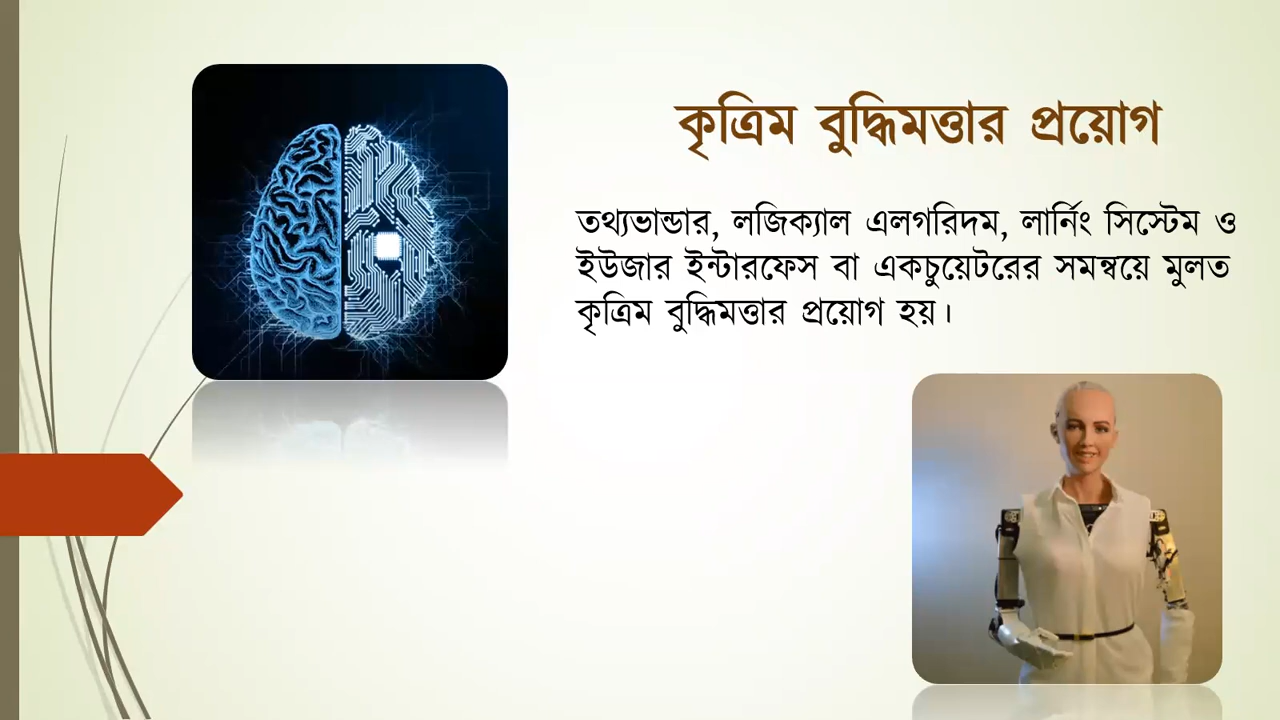 কৃত্রিম বুদ্ধিমত্তার প্রয়োগ
তথ্যভান্ডার, লজিক্যাল এলগরিদম, লার্নিং সিস্টেম ও
ইউজার ইন্টারফেস বা একচুয়েটরের সমন্বয়ে মুলত
কৃত্রিম বুদ্ধিমত্তার প্রয়োগ হয়।